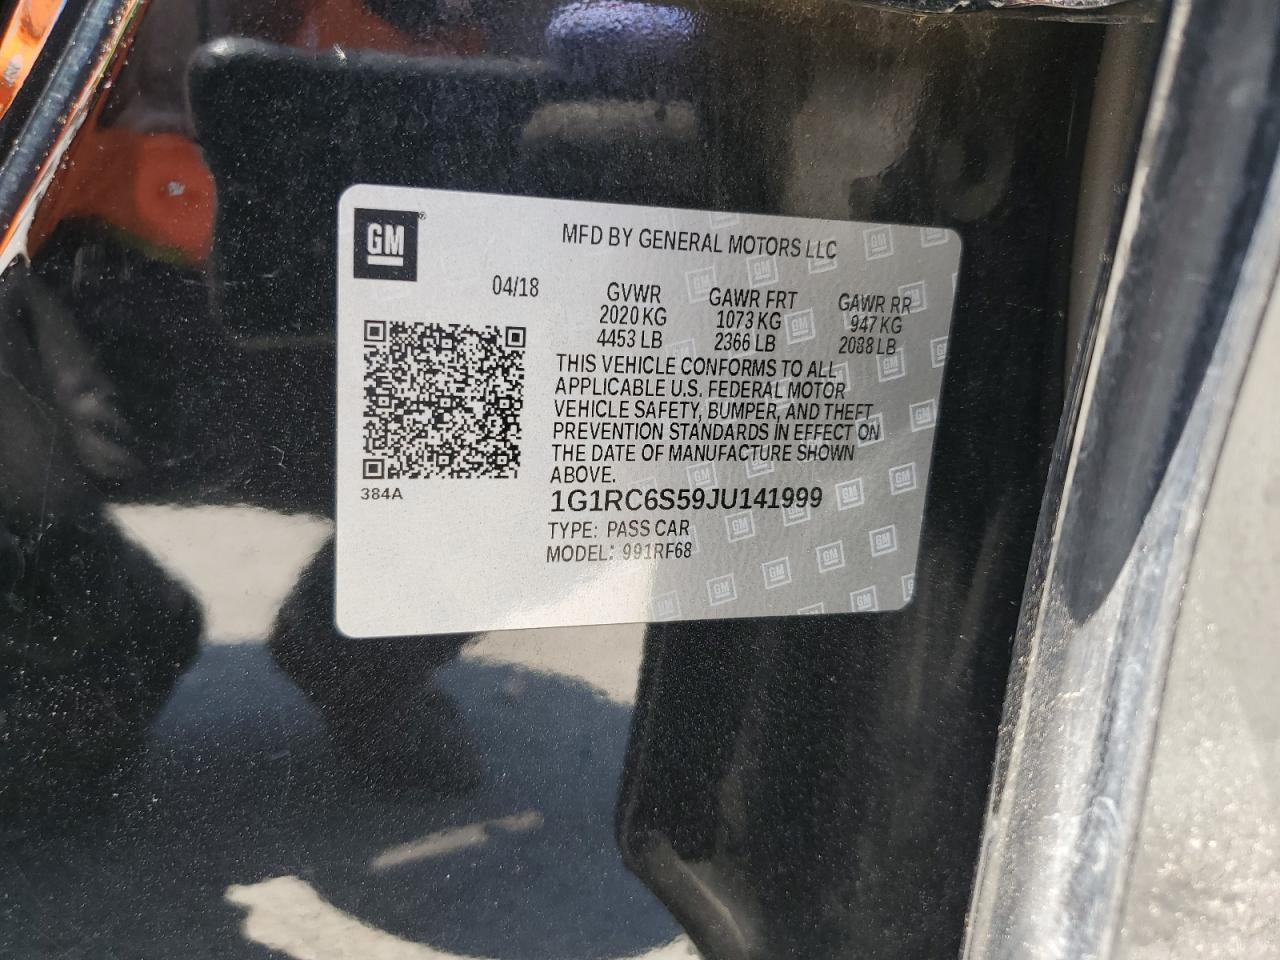 GM®
MFD BY GENERAL MOTORS LLC
04/18
GVWR
2020 KG
4453 LB
GAWR FRT
1073 KG
2366 LB
GAWR RR
947 KG
2088 LB
THIS VEHICLE CONFORMS TO ALL
APPLICABLE U.S. FEDERAL MOTOR
VEHICLE SAFETY, BUMPER, AND THEFT
PREVENTION STANDARDS IN EFFECT ON
THE DATE OF MANUFACTURE SHOWN
ABOVE.
384A
1G1RC6S59JU141999
TYPE: PASS CAR
MODEL: 991RF68